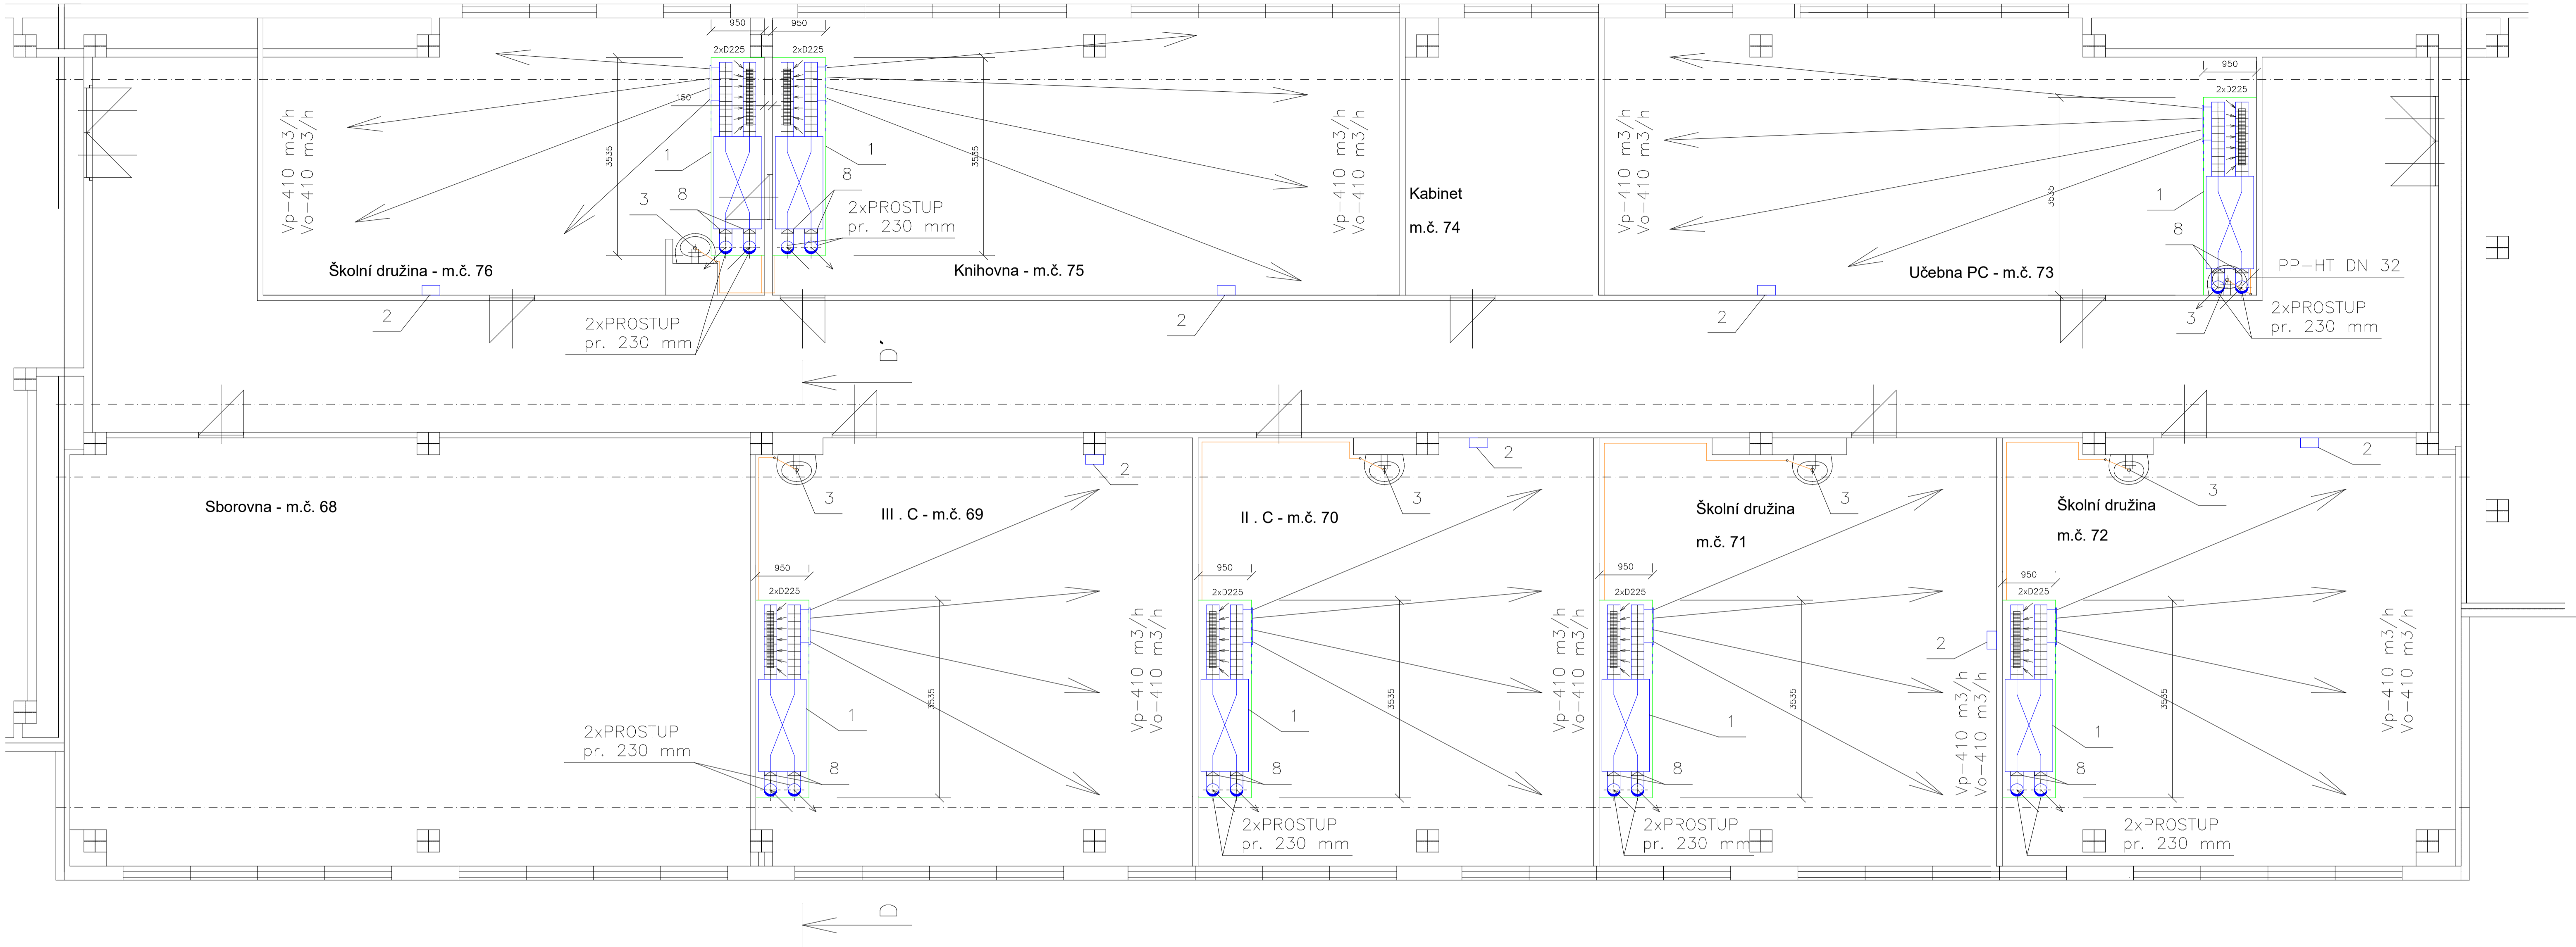 950
950
2xD225
2xD225
150
3535
3535
Vp-410 m3/h
Vo-410 m3/h
1
1
3
8
8
2xPROSTUP
pr. 230 mm
Školní družina - m.č. 76
Knihovna - m.č. 75
Vp-410 m3/h
Vo-410 m3/h
Kabinet
m.č. 74
Vp-410 m3/h
Vo-410 m3/h
950
2xD225
3535
1
8
Učebna PC - m.č. 73
PP-HT DN 32
2xPROSTUP
pr. 230 mm
3
2
2xPROSTUP
pr. 230 mm
2
2
D'
Sborovna - m.č. 68
3
III . C - m.č. 69
2
950
2xD225
3535
1
8
2xPROSTUP
pr. 230 mm
Vp-410 m3/h
Vo-410 m3/h
II . C - m.č. 70
3
2
950
2xD225
3535
1
8
2xPROSTUP
pr. 230 mm
Vp-410 m3/h
Vo-410 m3/h
Školní družina
m.č. 71
3
950
2xD225
3535
1
8
2xPROSTUP
pr. 230 mm
2
Vp-410 m3/h
Vo-410 m3/h
Školní družina
m.č. 72
3
2
950
2xD225
3535
1
8
2xPROSTUP
pr. 230 mm
Vp-410 m3/h
Vo-410 m3/h
D